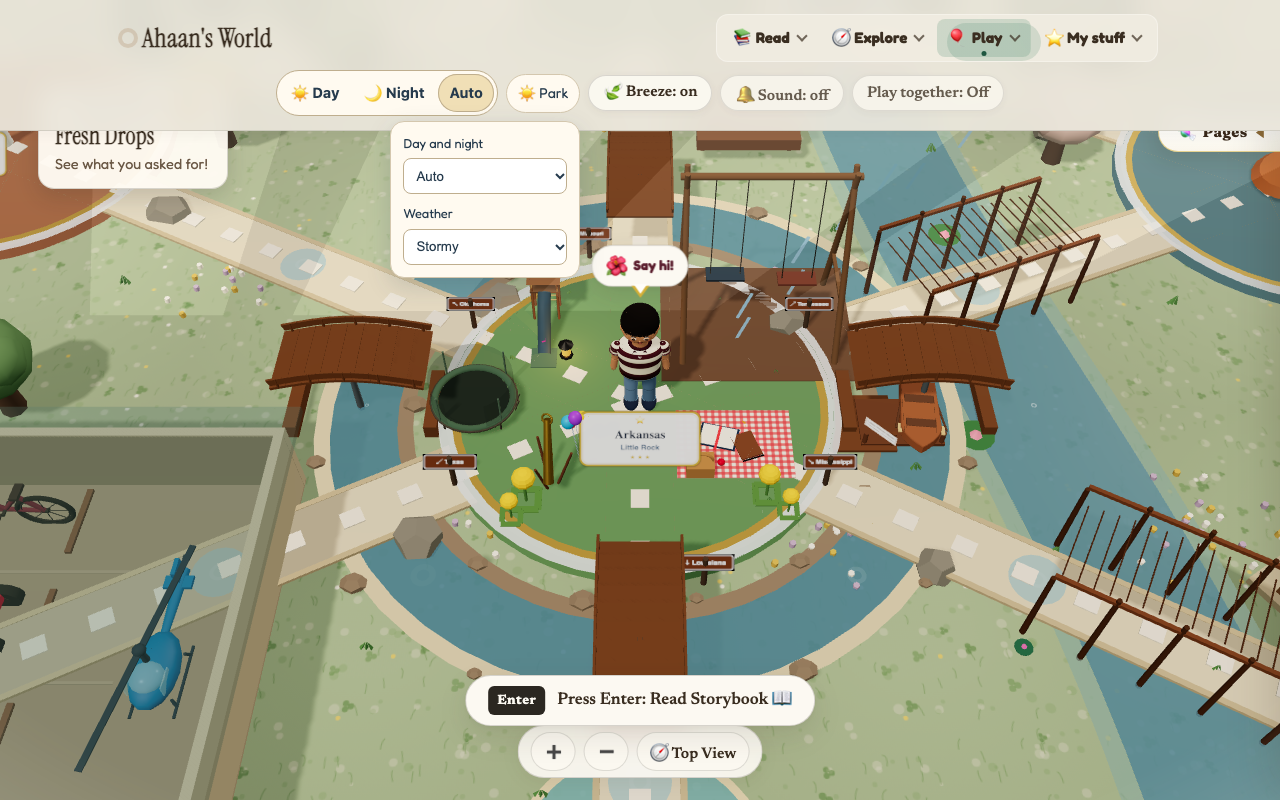 Ahaan's World
Read
Explore
Play
My stuff
Day
Night
Auto
Park
Breeze: on
Sound: off
Play together: Off
Fresh Drops
See what you asked for!
Pages
Day and night
Auto
Weather
Stormy
Say hi!
Arkansas
Little Rock
Louisiana
Enter
Press Enter: Read Storybook
+
−
Top View